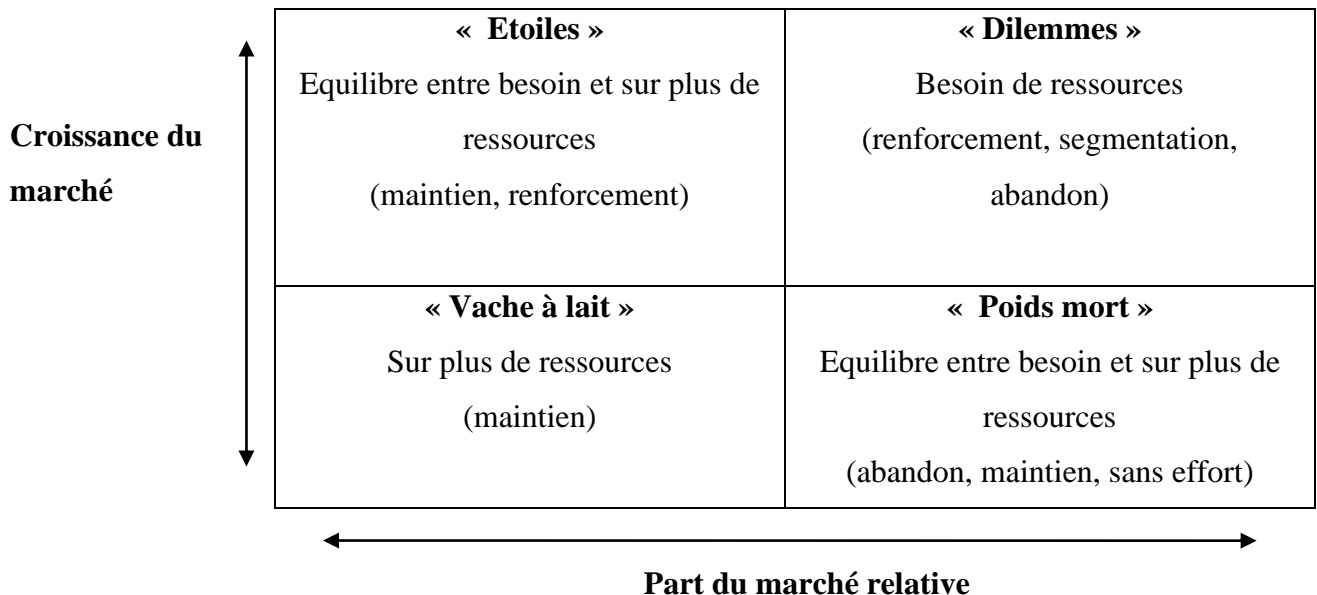 « Etoiles »
Equilibre entre besoin et sur plus de
ressources
(maintien, renforcement)
« Dilemmes »
Besoin de ressources
(renforcement, segmentation,
abandon)
Croissance du
marché
« Vache à lait »
Sur plus de ressources
(maintien)
« Poids mort »
Equilibre entre besoin et sur plus de
ressources
(abandon, maintien, sans effort)
Part du marché relative